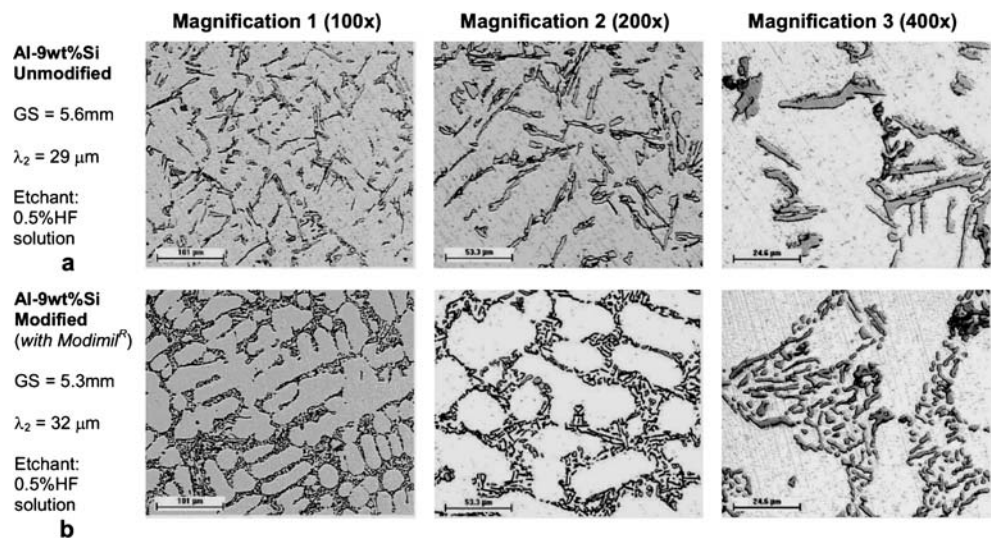 Magnification 1 (100x) Magnification 2 (200x) Magnification 3 (400x)
Al-9wt%Si
Unmodified
GS = 5.6mm
λ2 = 29 μm
Etchant:
0.5%HF
solution
a
101 μm
53.3 μm
24.6 μm
Al-9wt%Si
Modified
(with Modimil^R)
GS = 5.3mm
λ2 = 32 μm
Etchant:
0.5%HF
solution
b
101 μm
53.3 μm
24.6 μm